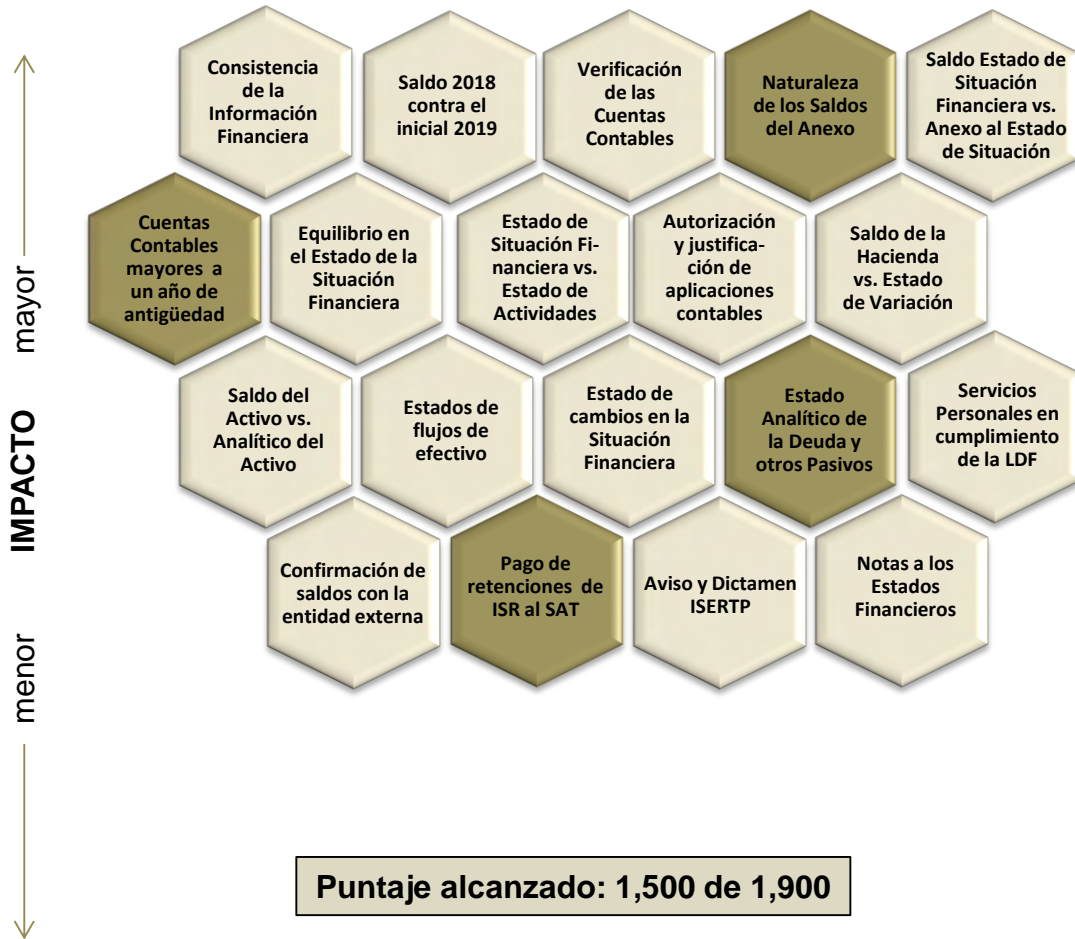 Consistencia
de la
Información
Financiera
Saldo 2018
contra el
inicial 2019
Verificación
de las
Cuentas
Contables
Naturaleza
de los Saldos
del Anexo
Saldo Estado de
Situación
Financiera vs.
Anexo al Estado
de Situación
Cuentas
Contables
mayores a
un año de
antigüedad
Equilibrio en
el Estado de la
Situación
Financiera
Estado de
Situación Fi-
nanciera vs.
Estado de
Actividades
Autorización
y justifica-
ción de
aplicaciones
contables
Saldo de la
Hacienda
vs. Estado
de Variación
Saldo del
Activo vs.
Analítico del
Activo
Estados de
flujos de
efectivo
Estado de
cambios en la
Situación
Financiera
Estado
Analítico de
la Deuda y
otros Pasivos
Servicios
Personales en
cumplimiento
de la LDF
Confirmación de
saldos con la
entidad externa
Pago de
retenciones de
ISR al SAT
Aviso y Dictamen
ISERTP
Notas a los
Estados
Financieros
mayor
IMPACTO
menor
Puntaje alcanzado: 1,500 de 1,900